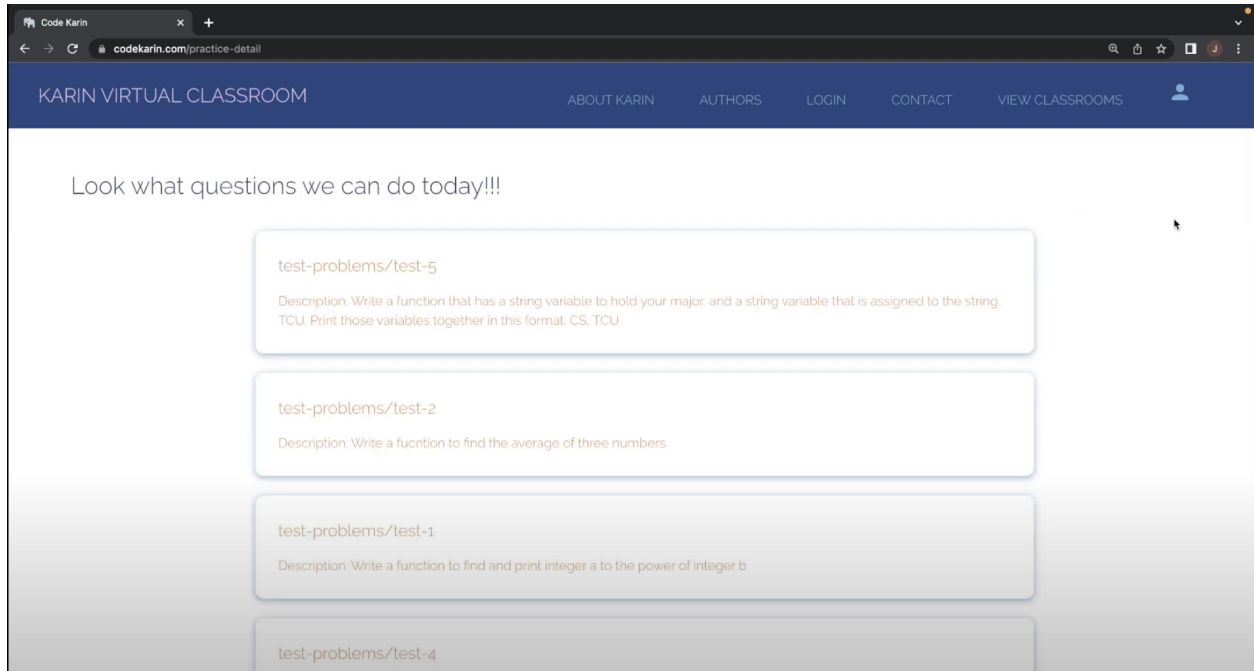 Code Karin
codekarin.com/practice-detail
J
KARIN VIRTUAL CLASSROOM
ABOUT KARIN
AUTHORS
LOGIN
CONTACT
VIEW CLASSROOMS
Look what questions we can do today!!!
test-problems/test-5
Description: Write a function that has a string variable to hold your major, and a string variable that is assigned to the string,
TCU. Print those variables together in this format: CS, TCU
test-problems/test-2
Description: Write a fucntion to find the average of three numbers
test-problems/test-1
Description: Write a function to find and print integer a to the power of integer b
test-problems/test-4